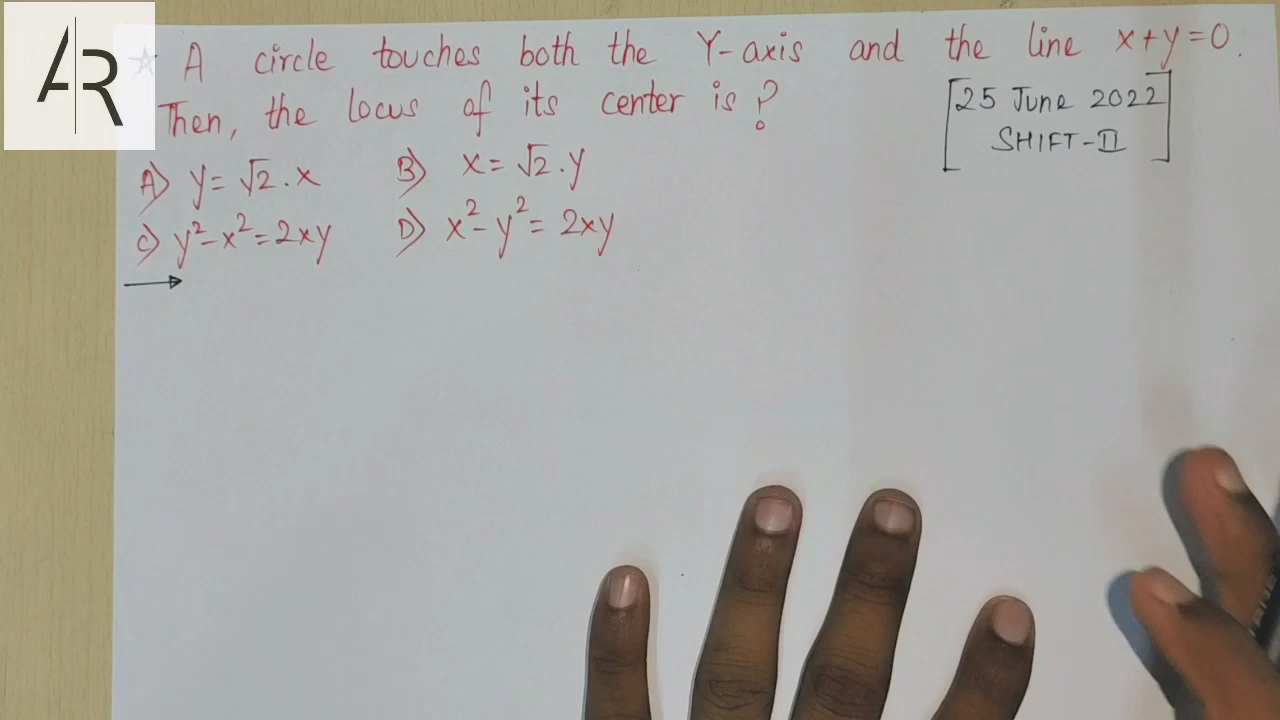 AR
A circle touches both the Y-axis and the line x+y=0.
Then, the locus of its center is?
[25 June 2022
SHIFT-II]
A) y= √2.x B) x= √2.y
C) y²-x²=2xy D) x²-y²= 2xy